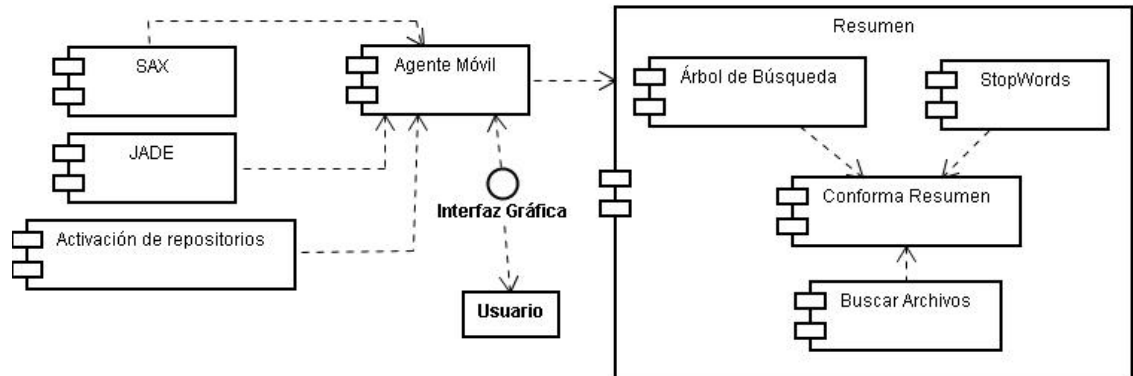 SAX
JADE
Activación de repositorios
Agente Móvil
Interfaz Gráfica
Usuario
Resumen
Árbol de Búsqueda
StopWords
Conforma Resumen
Buscar Archivos